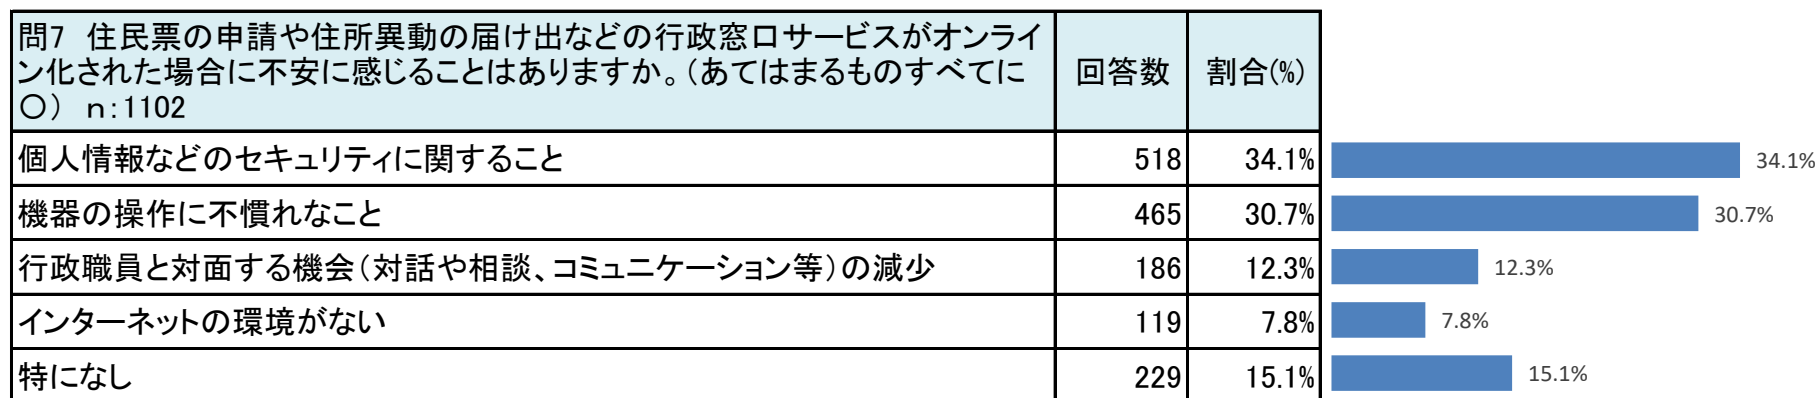 問7 住民票の申請や住所異動の届け出などの行政窓口サービスがオンライ
ン化された場合に不安に感じることはありますか。(あてはまるものすべてに
〇) n:1102
回答数 割合(%)
個人情報などのセキュリティに関すること 518 34.1% 34.1%
機器の操作に不慣れなこと 465 30.7% 30.7%
行政職員と対面する機会(対話や相談、コミュニケーション等)の減少 186 12.3% 12.3%
インターネットの環境がない 119 7.8% 7.8%
特になし 229 15.1% 15.1%